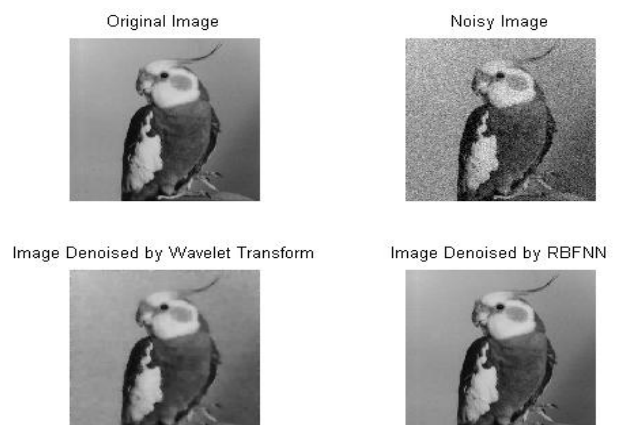 Original Image
Noisy Image
Image Denoised by Wavelet Transform
Image Denoised by RBFNN